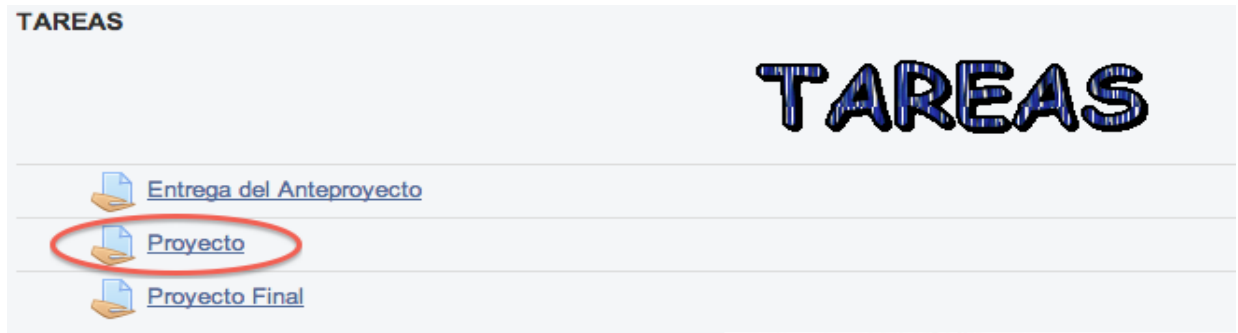 TAREAS
TAREAS
Entrega del Anteproyecto
Proyecto
Proyecto Final